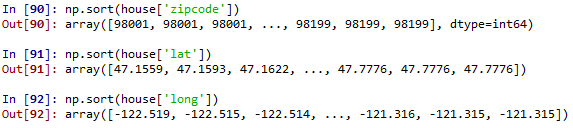 In [90]: np.sort(house['zipcode'])
Out[90]: array([98001, 98001, 98001, ..., 98199, 98199, 98199], dtype=int64)
In [91]: np.sort(house['lat'])
Out[91]: array([47.1559, 47.1593, 47.1622, ..., 47.7776, 47.7776, 47.7776])
In [92]: np.sort(house['long'])
Out[92]: array([-122.519, -122.515, -122.514, ..., -121.316, -121.315, -121.315])